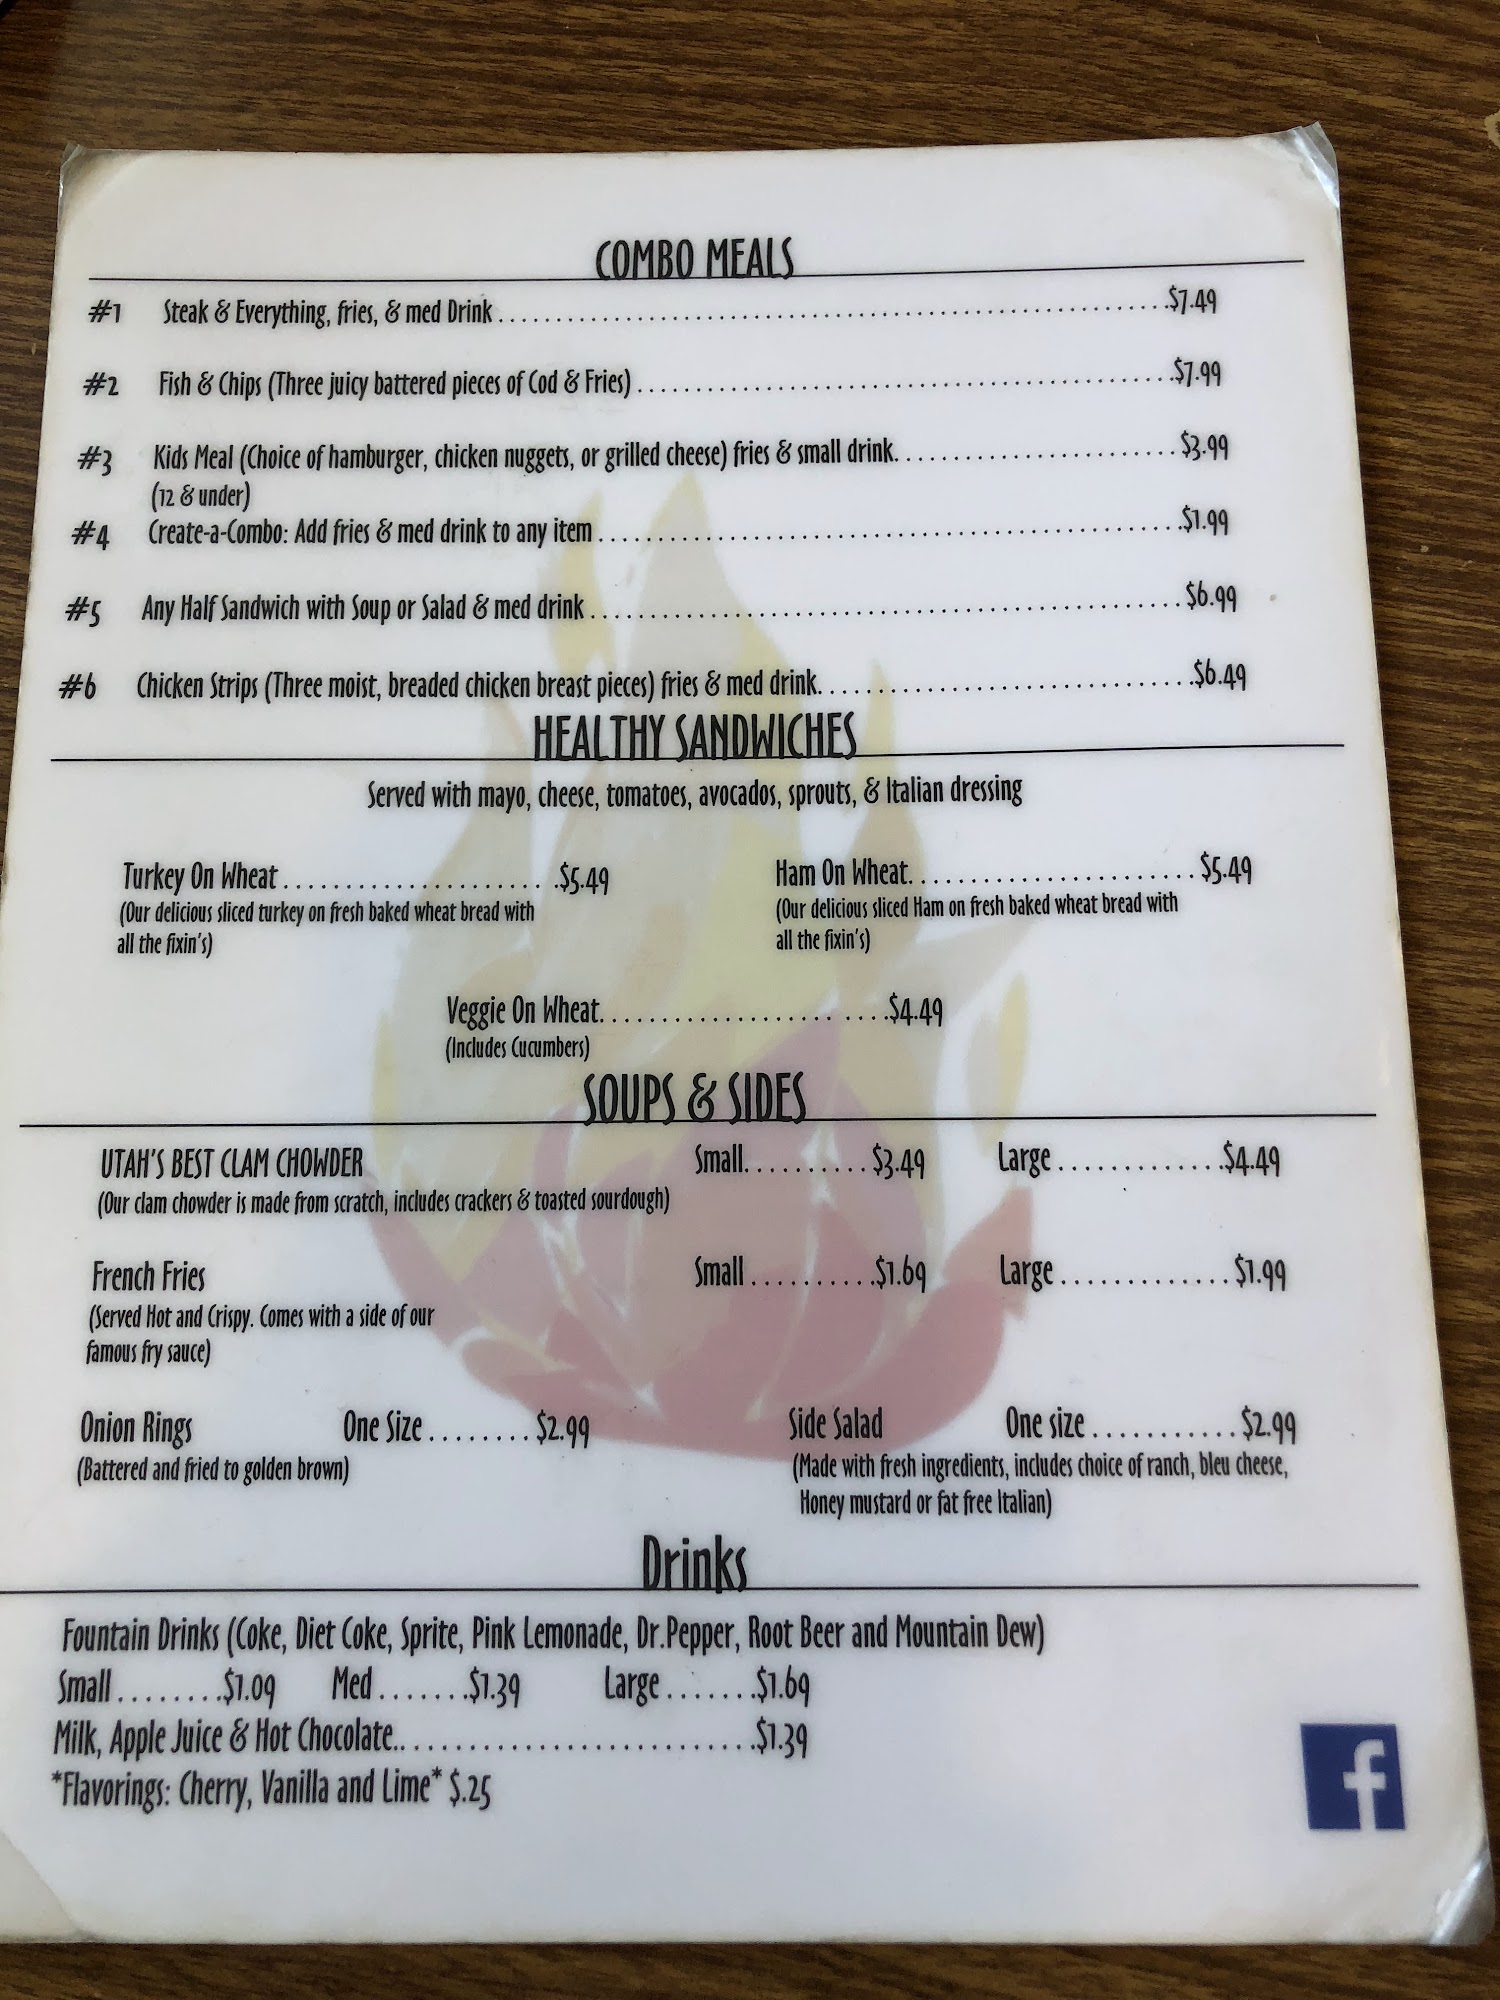 COMBO MEALS
#1 Steak & Everything, fries, & med Drink $7.49
#2 Fish & Chips (Three juicy battered pieces of Cod & Fries) $7.99
#3 Kids Meal (Choice of hamburger, chicken nuggets, or grilled cheese) fries & small drink $3.99
(12 & under)
#4 Create-a-Combo: Add fries & med drink to any item $1.99
#5 Any Half Sandwich with Soup or Salad & med drink $6.99
#6 Chicken Strips (Three moist, breaded chicken breast pieces) fries & med drink $6.49
HEALTHY SANDWICHES
Served with mayo, cheese, tomatoes, avocados, sprouts, & Italian dressing
Turkey On Wheat $5.49
(Our delicious sliced turkey on fresh baked wheat bread with
all the fixin's)
Ham On Wheat $5.49
(Our delicious sliced Ham on fresh baked wheat bread with
all the fixin's)
Veggie On Wheat $4.49
(Includes Cucumbers)
SOUPS & SIDES
UTAH'S BEST CLAM CHOWDER Small $3.49 Large $4.49
(Our clam chowder is made from scratch, includes crackers & toasted sourdough)
French Fries Small $1.69 Large $1.99
(Served Hot and Crispy. Comes with a side of our
famous fry sauce)
Onion Rings One Size $2.99
(Battered and fried to golden brown)
Side Salad One size $2.99
(Made with fresh ingredients, includes choice of ranch, bleu cheese,
Honey mustard or fat free Italian)
Drinks
Fountain Drinks (Coke, Diet Coke, Sprite, Pink Lemonade, Dr.Pepper, Root Beer and Mountain Dew)
Small $1.09 Med $1.39 Large $1.69
Milk, Apple Juice & Hot Chocolate $1.39
*Flavorings: Cherry, Vanilla and Lime* $.25
f